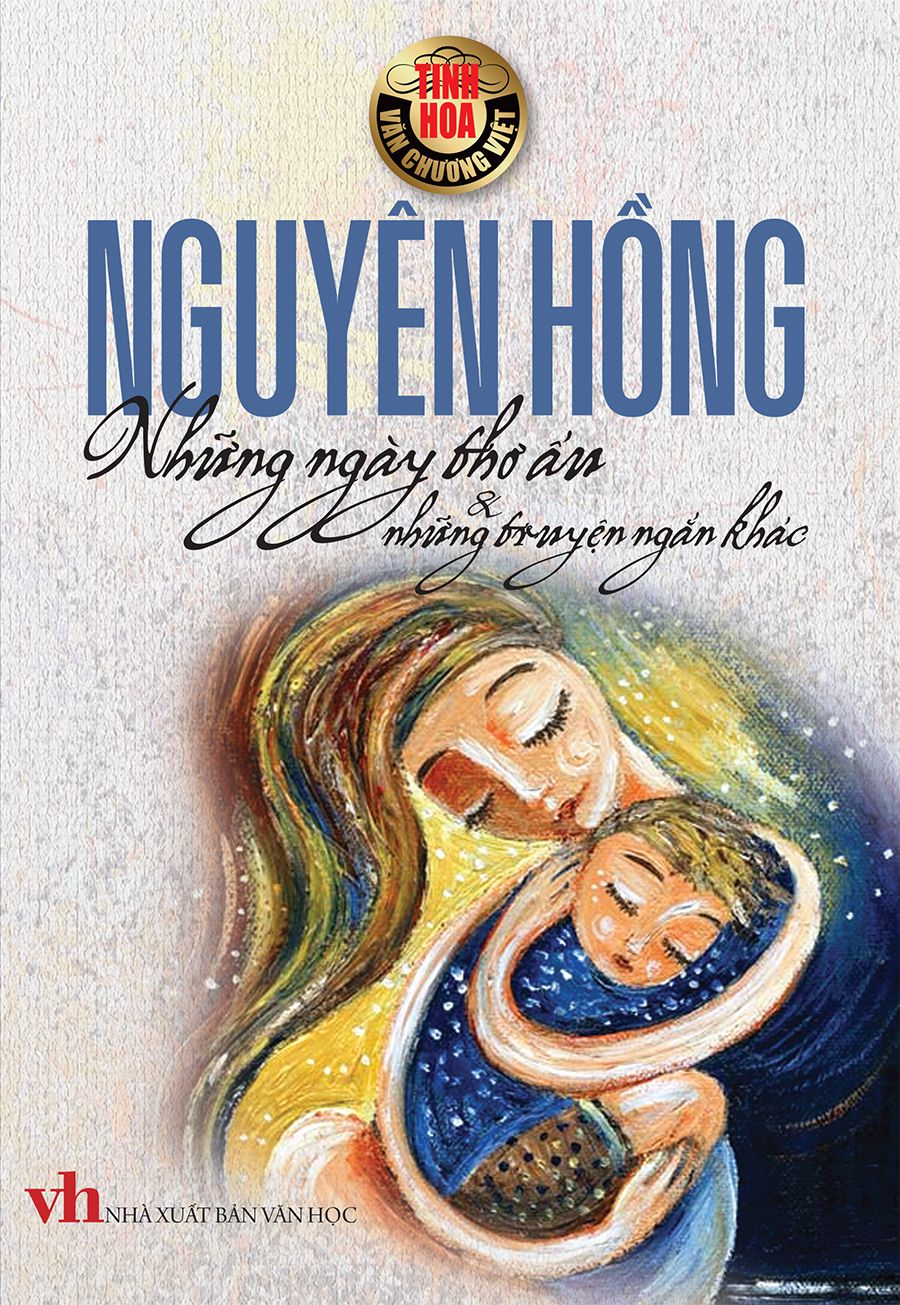 TINH
HOA
VĂN CHƯƠNG VIỆT
NGUYÊN HỒNG
Những ngày thơ ấu
&
những truyện ngắn khác
vh NHÀ XUẤT BẢN VĂN HỌC